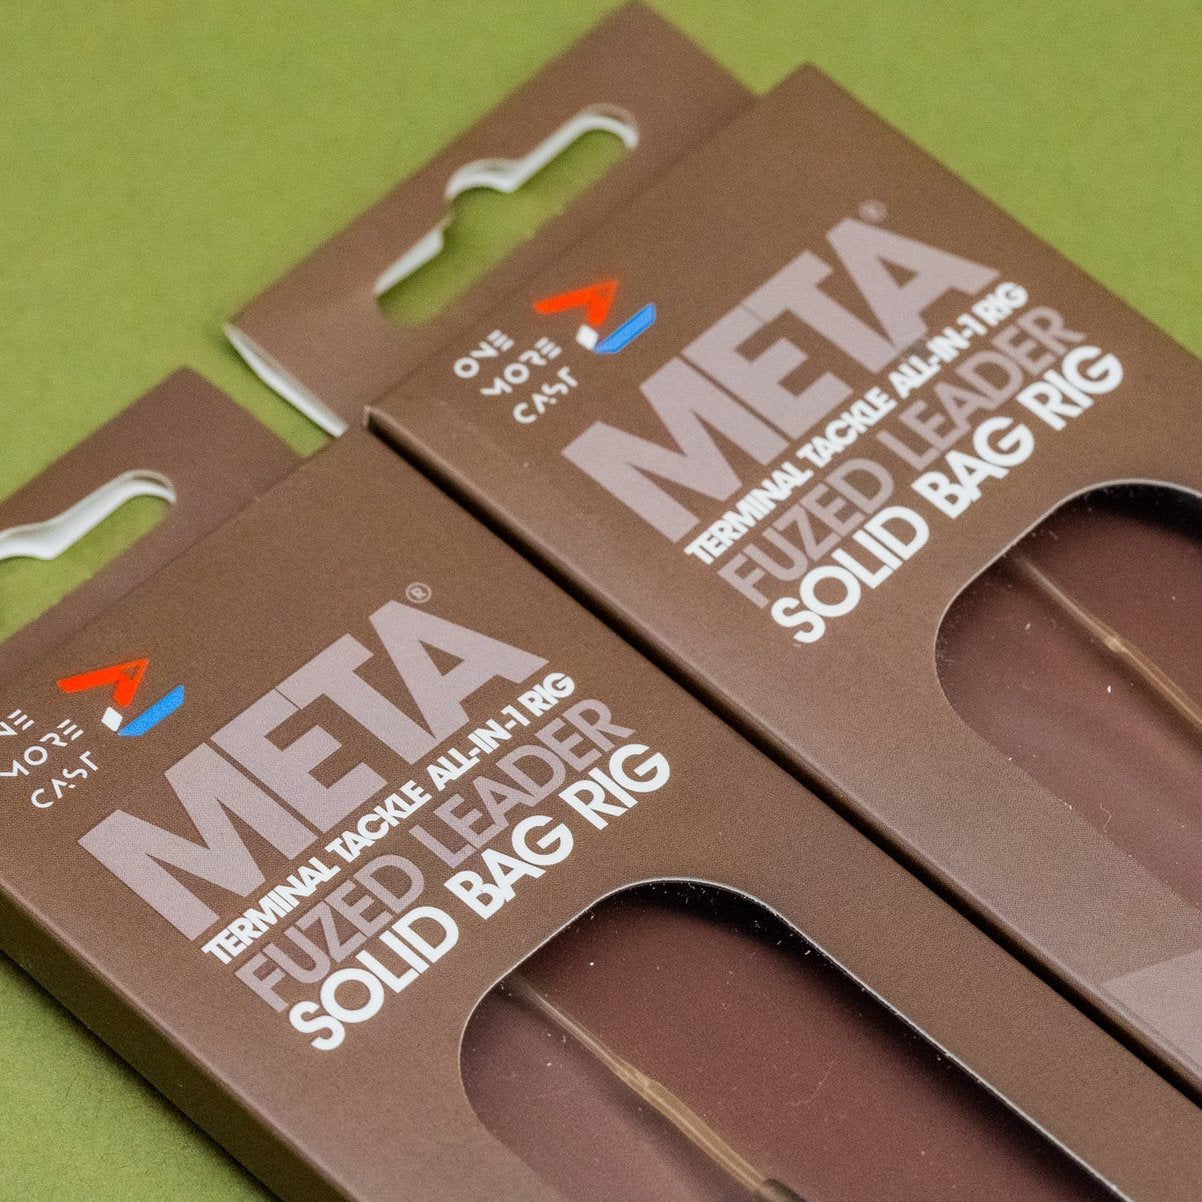 ONE
MORE
CAST
META®
TERMINAL TACKLE ALL-IN-1 RIG
FUZED LEADER
SOLID BAG RIG
NE
MORE
CAST
META®
TERMINAL TACKLE ALL-IN-1 RIG
FUZED LEADER
SOLID BAG RIG